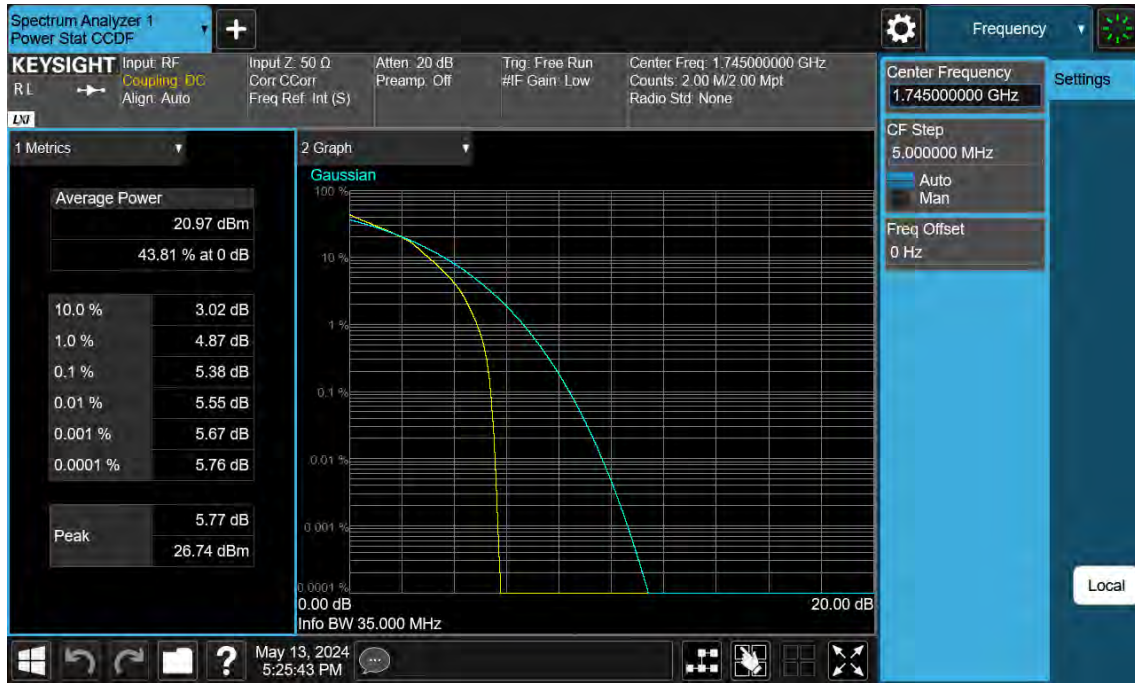 Spectrum Analyzer 1
Power Stat CCDF
+
Frequency
KEYSIGHT
R L
LXI
Input: RF
Coupling: DC
Align: Auto
Input Z: 50 Ω
Corr CCorr
Freq Ref: Int (S)
Atten: 20 dB
Preamp: Off
Trig: Free Run
#IF Gain: Low
Center Freq: 1.745000000 GHz
Counts: 2.00 M/2.00 Mpt
Radio Std: None
Center Frequency
1.745000000 GHz
Settings
CF Step
5.000000 MHz
Auto
Man
Freq Offset
0 Hz
1 Metrics
Average Power
20.97 dBm
43.81 % at 0 dB
10.0 % 3.02 dB
1.0 % 4.87 dB
0.1 % 5.38 dB
0.01 % 5.55 dB
0.001 % 5.67 dB
0.0001 % 5.76 dB
Peak
5.77 dB
26.74 dBm
2 Graph
Gaussian
100 %
10 %
1 %
0.1 %
0.01 %
0.001 %
0.0001 %
0.00 dB 20.00 dB
Info BW 35.000 MHz
Local
?
May 13, 2024
5:25:43 PM